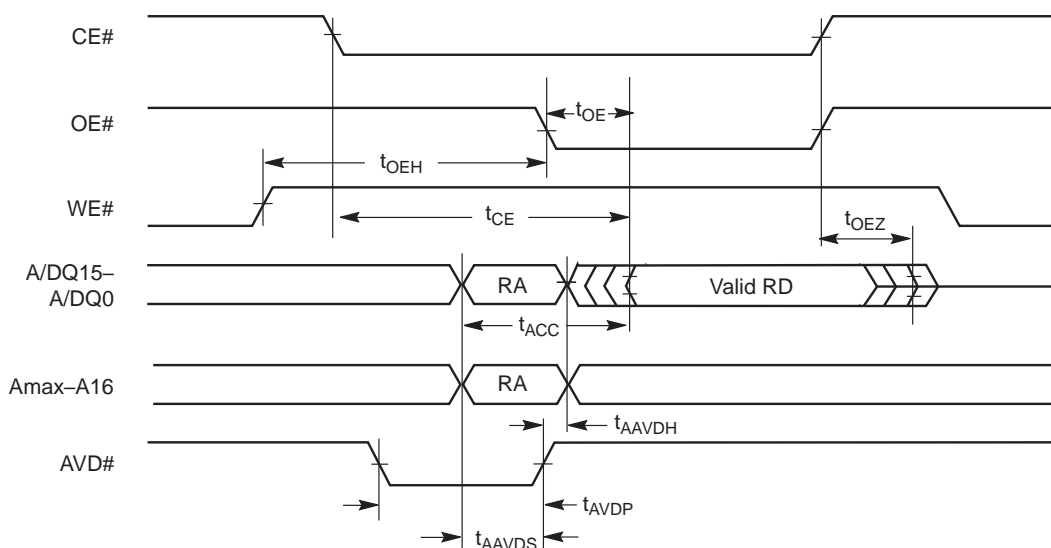 CE#
OE#
tOE
tOEH
WE#
tCE
tOEZ
A/DQ15–
A/DQ0
RA
Valid RD
tACC
Amax–A16
RA
tAAVDH
AVD#
tAVDP
tAAVDS